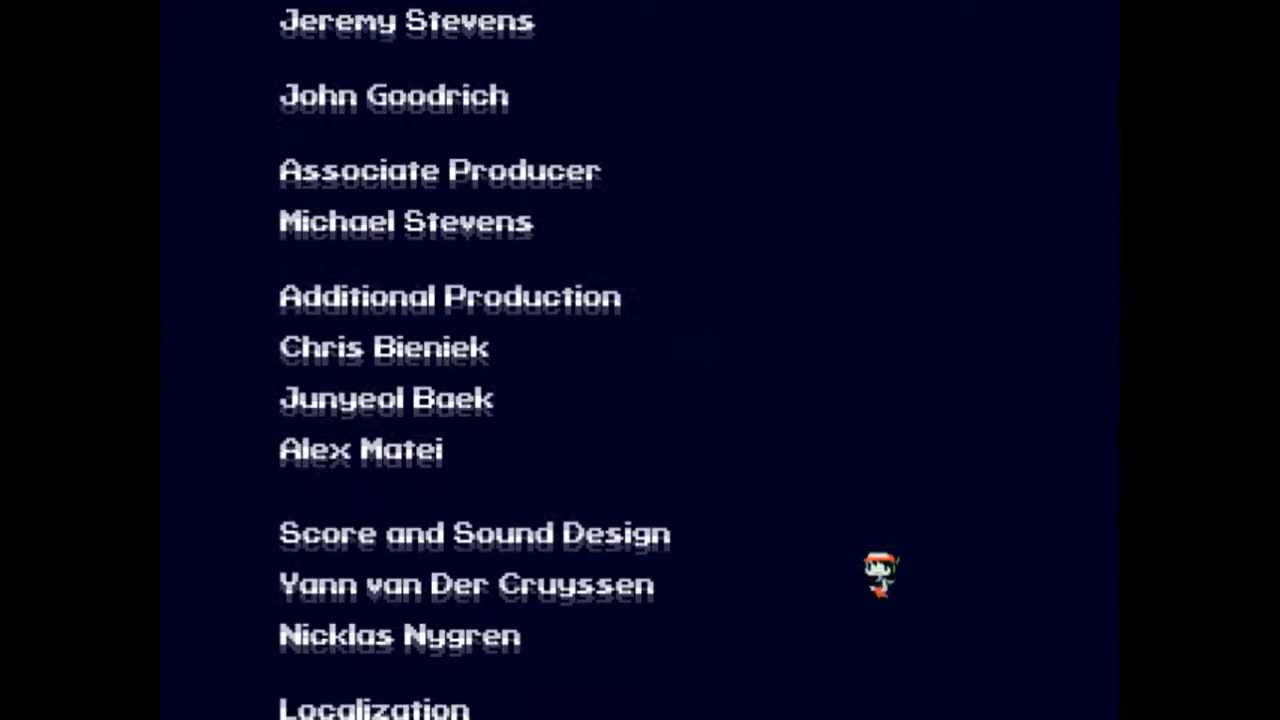 Jeremy Stevens
John Goodrich
Associate Producer
Michael Stevens
Additional Production
Chris Bieniek
Junyeol Baek
Alex Matei
Score and Sound Design
Yann van Der Cruyssen
Nicklas Nygren
Localization